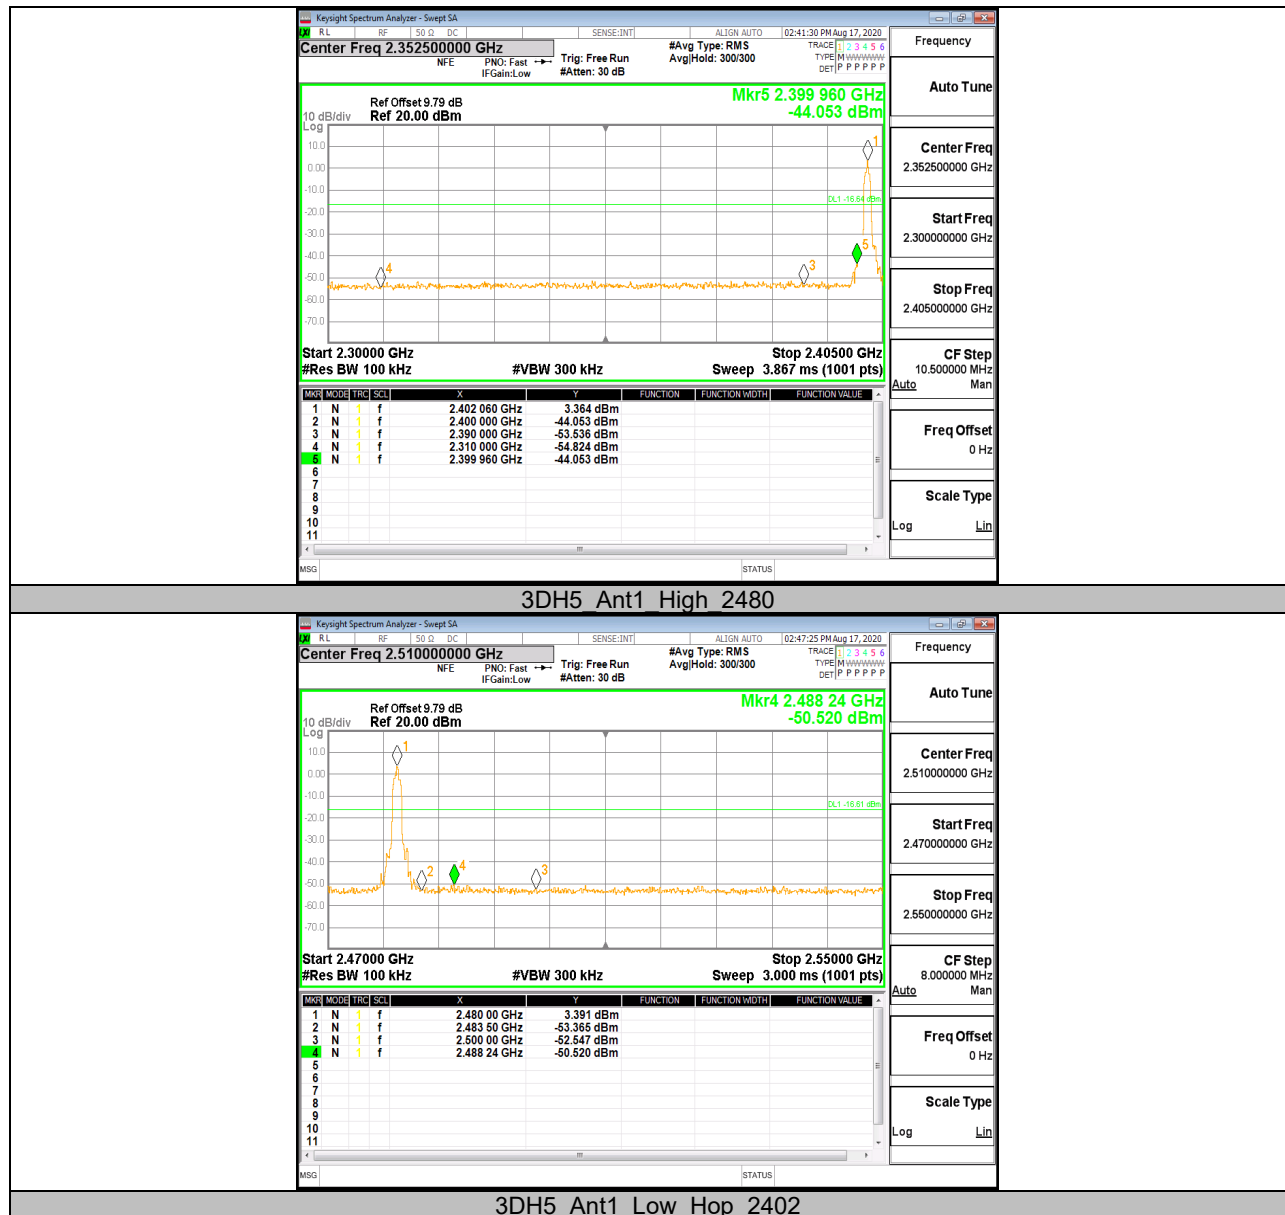 Keysight Spectrum Analyzer - Swept SA
LXI RL RF 50 Ω DC SENSE:INT ALIGN AUTO 02:41:30 PM Aug 17, 2020
Center Freq 2.352500000 GHz
NFE PNO: Fast IFGain:Low Trig: Free Run #Atten: 30 dB
#Avg Type: RMS Avg|Hold: 300/300
TRACE 1 2 3 4 5 6
TYPE M WWWWW
DET P P P P P P
Frequency
Auto Tune
Mkr5 2.399 960 GHz
-44.053 dBm
Ref Offset 9.79 dB
10 dB/div Ref 20.00 dBm
Log
10.0
0.00
-10.0
-20.0
-30.0
-40.0
-50.0
-60.0
-70.0
1
DL1 -16.64 dBm
5
4
3
Center Freq
2.352500000 GHz
Start Freq
2.300000000 GHz
Stop Freq
2.405000000 GHz
Start 2.30000 GHz Stop 2.40500 GHz
#Res BW 100 kHz #VBW 300 kHz Sweep 3.867 ms (1001 pts)
CF Step
10.500000 MHz
Auto Man
MKR MODE TRC SCL X Y FUNCTION FUNCTION WIDTH FUNCTION VALUE
1 N 1 f 2.402 060 GHz 3.364 dBm
2 N 1 f 2.400 000 GHz -44.053 dBm
3 N 1 f 2.390 000 GHz -53.536 dBm
4 N 1 f 2.310 000 GHz -54.824 dBm
5 N 1 f 2.399 960 GHz -44.053 dBm
6
7
8
9
10
11
Freq Offset
0 Hz
Scale Type
Log Lin
MSG STATUS
3DH5_Ant1_High_2480
Keysight Spectrum Analyzer - Swept SA
LXI RL RF 50 Ω DC SENSE:INT ALIGN AUTO 02:47:25 PM Aug 17, 2020
Center Freq 2.510000000 GHz
NFE PNO: Fast IFGain:Low Trig: Free Run #Atten: 30 dB
#Avg Type: RMS Avg|Hold: 300/300
TRACE 1 2 3 4 5 6
TYPE M WWWWW
DET P P P P P P
Frequency
Auto Tune
Mkr4 2.488 24 GHz
-50.520 dBm
Ref Offset 9.79 dB
10 dB/div Ref 20.00 dBm
Log
10.0
0.00
-10.0
-20.0
-30.0
-40.0
-50.0
-60.0
-70.0
1
DL1 -16.61 dBm
2
4
3
Center Freq
2.510000000 GHz
Start Freq
2.470000000 GHz
Stop Freq
2.550000000 GHz
Start 2.47000 GHz Stop 2.55000 GHz
#Res BW 100 kHz #VBW 300 kHz Sweep 3.000 ms (1001 pts)
CF Step
8.000000 MHz
Auto Man
MKR MODE TRC SCL X Y FUNCTION FUNCTION WIDTH FUNCTION VALUE
1 N 1 f 2.480 00 GHz 3.391 dBm
2 N 1 f 2.483 50 GHz -53.365 dBm
3 N 1 f 2.500 00 GHz -52.547 dBm
4 N 1 f 2.488 24 GHz -50.520 dBm
5
6
7
8
9
10
11
Freq Offset
0 Hz
Scale Type
Log Lin
MSG STATUS
3DH5_Ant1_Low_Hop_2402